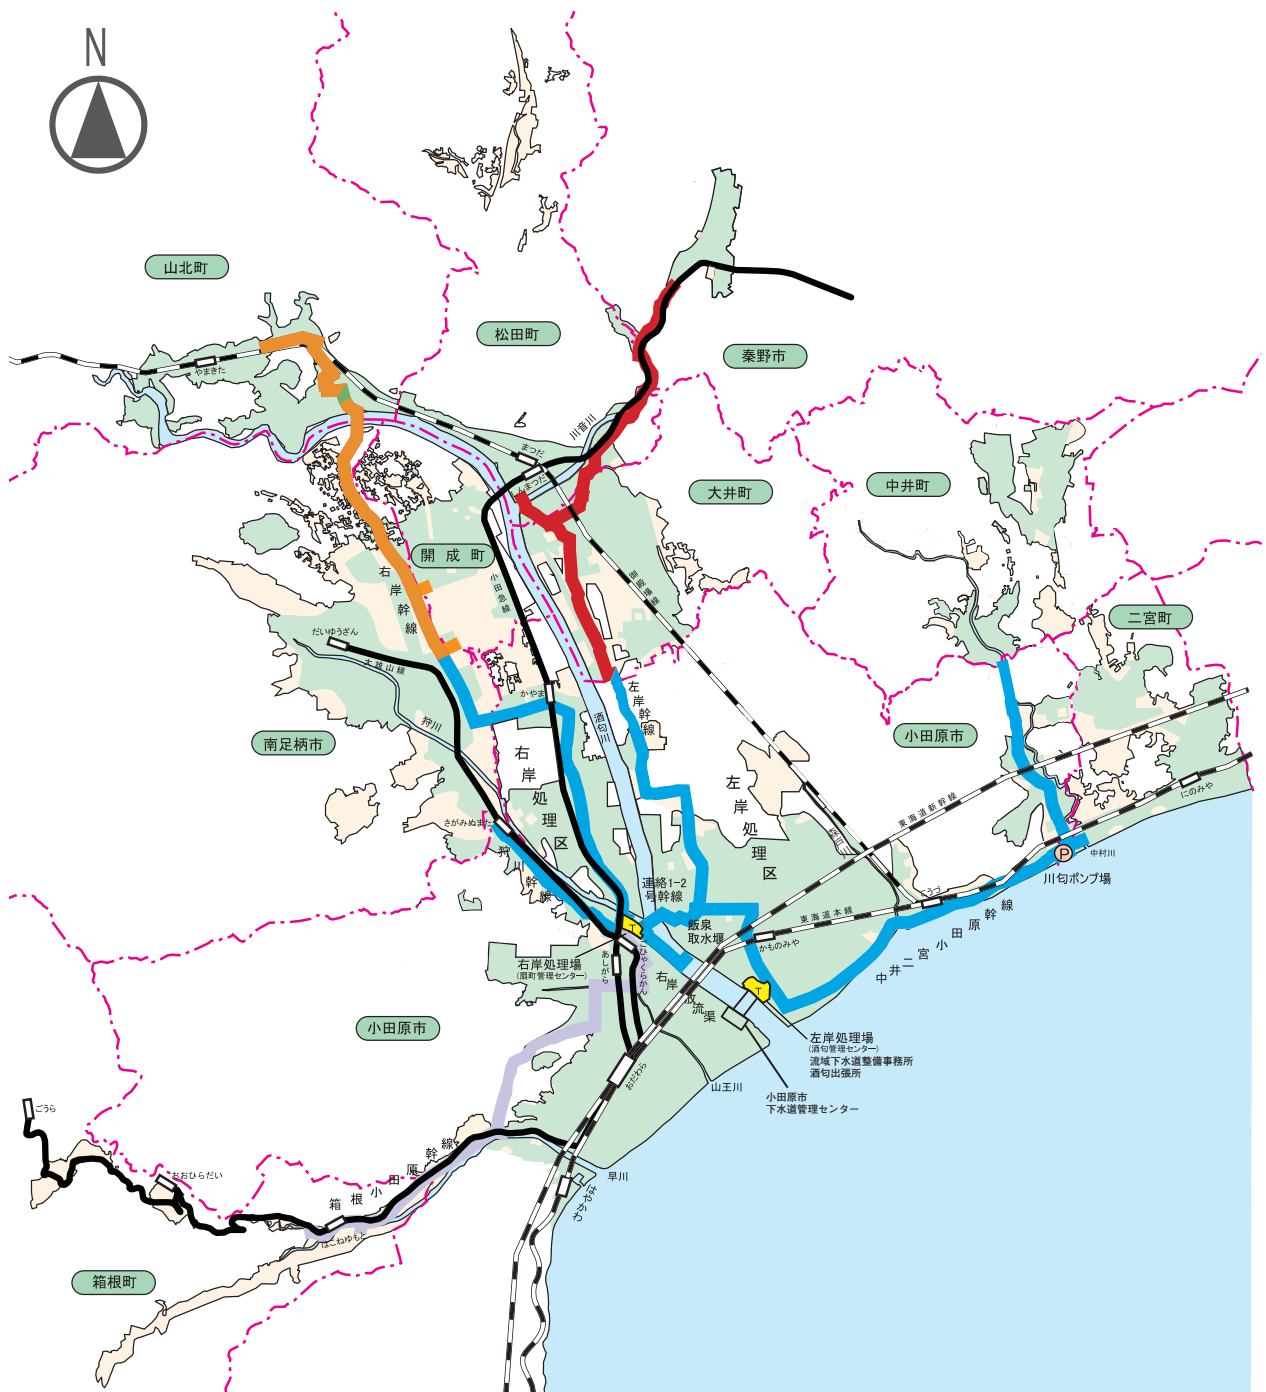 N
山北町
松田町
秦野市
やまきた
川音川
まつだ
んまつだ
大井町
中井町
開成町
右岸幹線
小田急線
御殿場線
二宮町
だいゆうざん
大雄山線
かやま
左岸幹線
酒匂川
狩川
南足柄市
小田原市
右岸処理区
左岸処理区
東海道新幹線
にのみや
さがみぬまた
狩川幹線
森戸川
中村川
P
川匂ポンプ場
連絡1-2
号幹線
こうづ
飯泉
取水堰
東海道本線
かものみや
中井二宮小田原幹線
T
ひゃくらかん
あしがら
右岸処理場
(扇町管理センター)
右岸放流渠
T
小田原市
左岸処理場
(酒匂管理センター)
流域下水道整備事務所
酒匂出張所
おだわら
山王川
小田原市
下水道管理センター
ごうら
おおひらだい
箱根小田原幹線
早川
はやかわ
はこねゆもと
箱根町